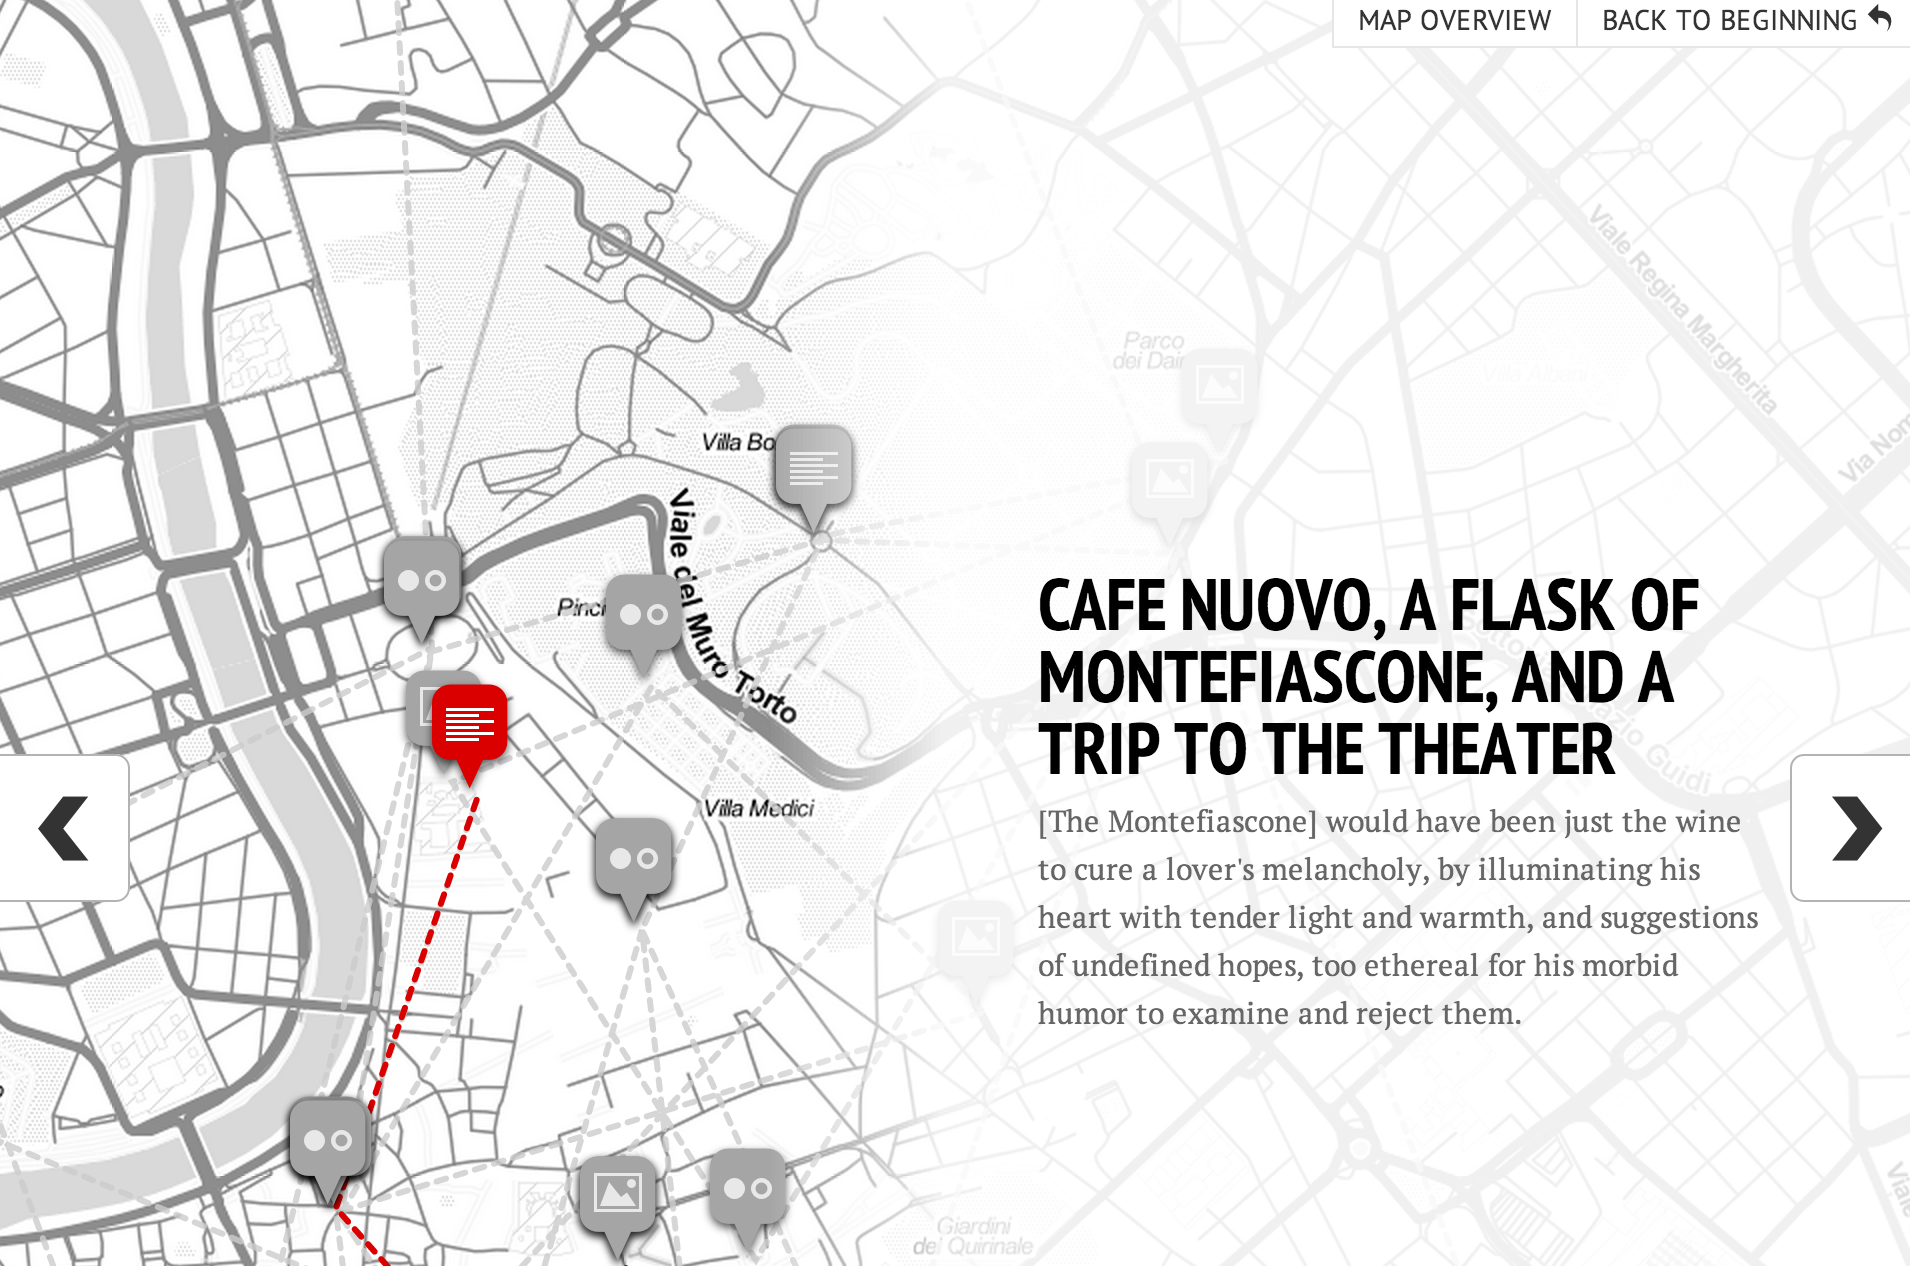 MAP OVERVIEW
BACK TO BEGINNING
Viale Regina Margherita
Parco
dei Dai
Villa Albani
Via Nom
Villa Bo
Viale del Muro Torto
Pinci
CAFE NUOVO, A FLASK OF
MONTEFIASCONE, AND A
TRIP TO THE THEATER
Guidi
Villa Medici
[The Montefiascone] would have been just the wine
to cure a lover's melancholy, by illuminating his
heart with tender light and warmth, and suggestions
of undefined hopes, too ethereal for his morbid
humor to examine and reject them.
Giardini
del Quirinale
Viale